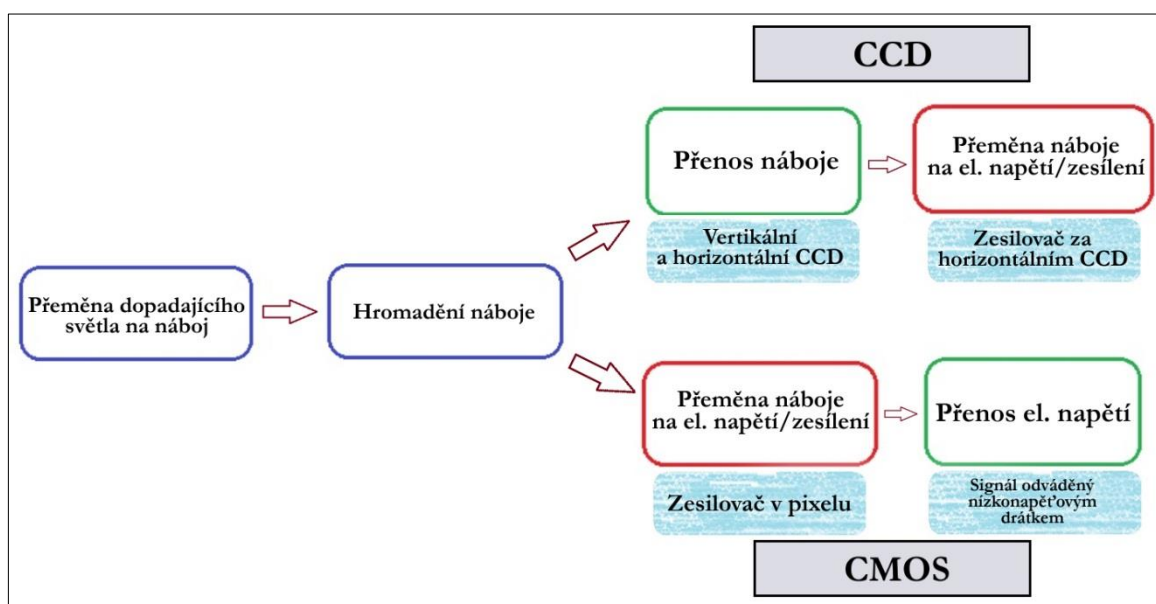 CCD
Přenos náboje
Přeměna náboje
na el. napětí/zesílení
Vertikální
a horizontální CCD
Zesilovač za
horizontálním CCD
Přeměna dopadajícího
světla na náboj
Hromadění náboje
Přeměna náboje
na el. napětí/zesílení
Přenos el. napětí
Zesilovač v pixelu
Signál odváděný
nízkonapěťovým
drátkem
CMOS